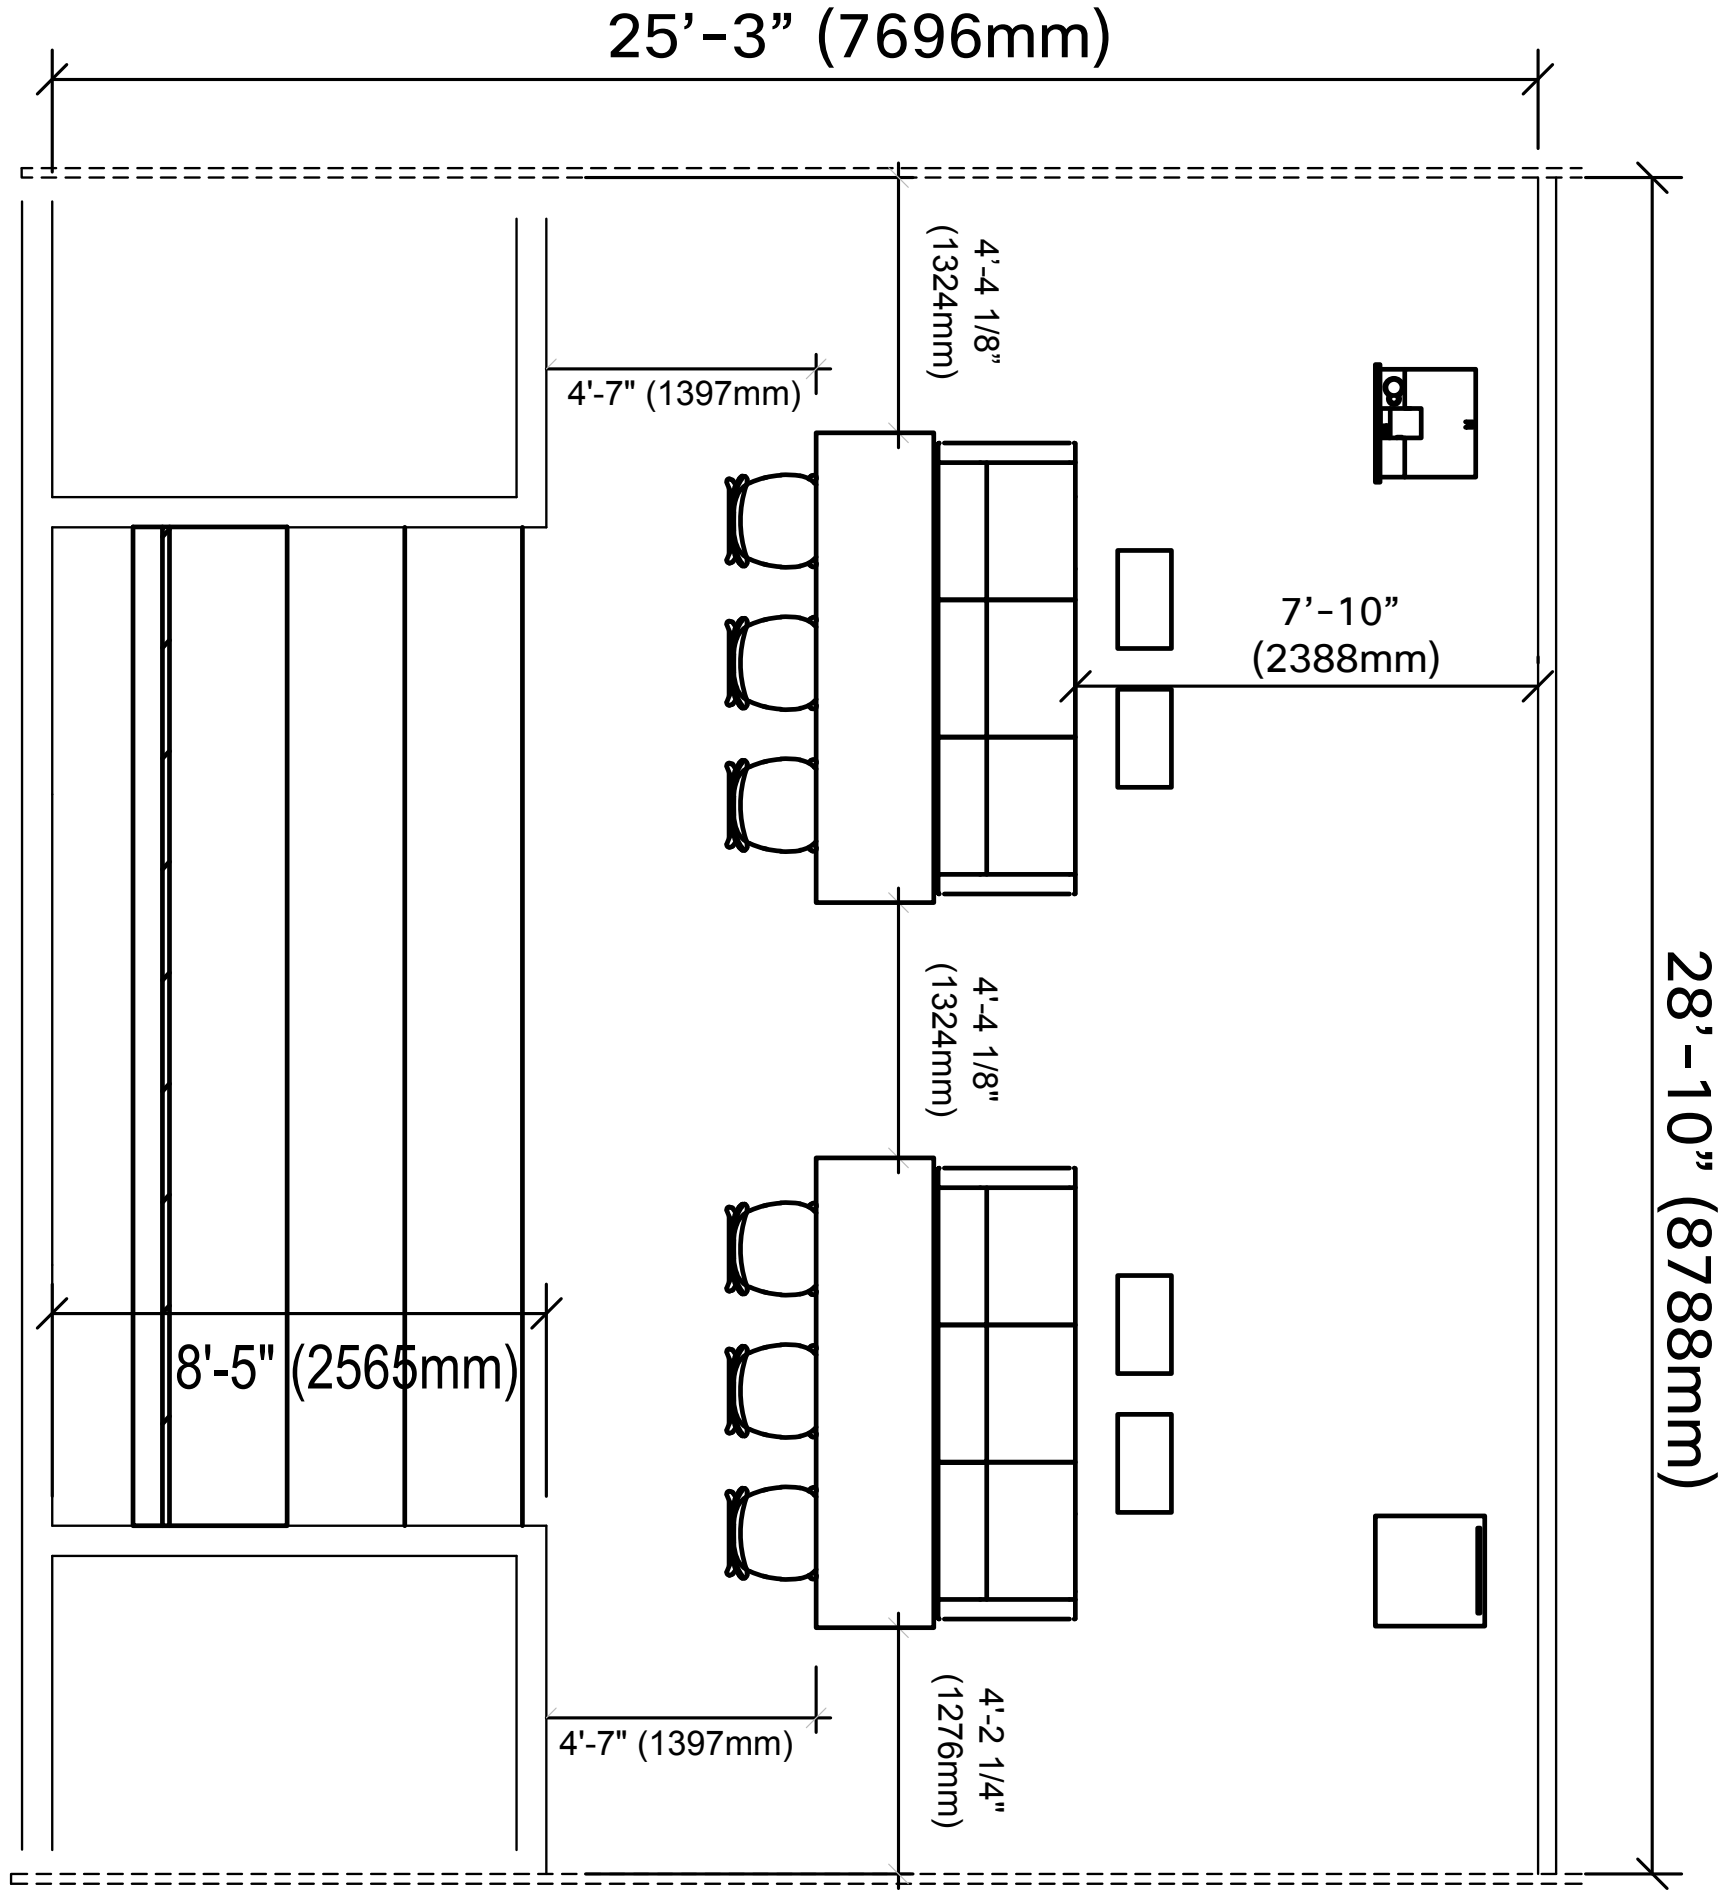 25’-3” (7696mm)
4’-4 1/8”
(1324mm)
4'-7" (1397mm)
7’-10”
(2388mm)
4'-4 1/8"
(1324mm)
28’-10” (8788mm)
8'-5" (2565mm)
4'-2 1/4"
(1276mm)
4'-7" (1397mm)